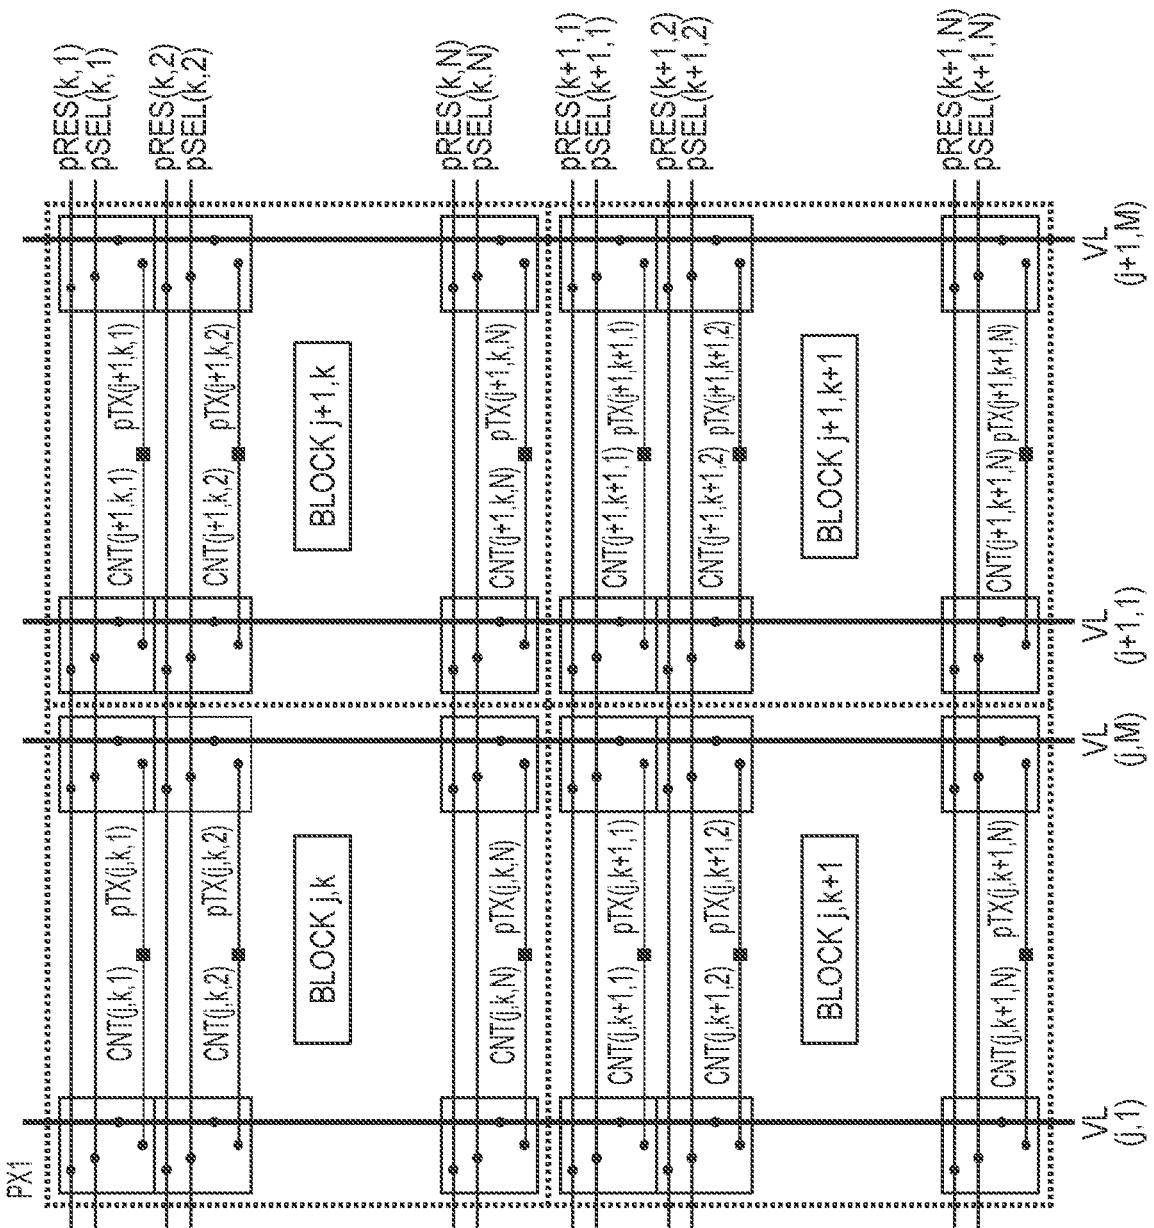 PX1
pRES(k,1)
pSEL(k,1)
pRES(k,2)
pSEL(k,2)
pRES(k,N)
pSEL(k,N)
pRES(k+1,1)
pSEL(k+1,1)
pRES(k+1,2)
pSEL(k+1,2)
pRES(k+1,N)
pSEL(k+1,N)
CNT(j,k,1) pTX(j,k,1)
CNT(j+1,k,1) pTX(j+1,k,1)
CNT(j,k,2) pTX(j,k,2)
CNT(j+1,k,2) pTX(j+1,k,2)
BLOCK j,k
BLOCK j+1,k
CNT(j,k,N) pTX(j,k,N)
CNT(j+1,k,N) pTX(j+1,k,N)
CNT(j,k+1,1) pTX(j,k+1,1)
CNT(j+1,k+1,1) pTX(j+1,k+1,1)
CNT(j,k+1,2) pTX(j,k+1,2)
CNT(j+1,k+1,2) pTX(j+1,k+1,2)
BLOCK j,k+1
BLOCK j+1,k+1
CNT(j,k+1,N) pTX(j,k+1,N)
CNT(j+1,k+1,N) pTX(j+1,k+1,N)
VL
(j,1)
VL
(j,M)
VL
(j+1,1)
VL
(j+1,M)